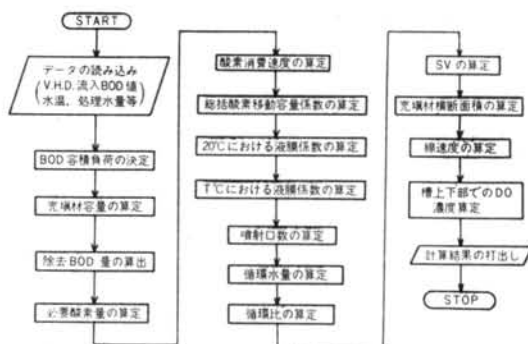 START
データの読み込み
(V.H.D.流入BOD値
水温、処理水量等)
BOD容積負荷の決定
充塡材容量の算定
除去BOD量の算出
必要酸素量の算定
酸素消費速度の算定
総括酸素移動容量係数の算定
20℃における液膜係数の算定
T℃における液膜係数の算定
噴射口数の算定
循環水量の算定
循環比の算定
SVの算定
充塡材横断面積の算定
線速度の算定
槽上下部でのDO
濃度算定
計算結果の打出し
STOP